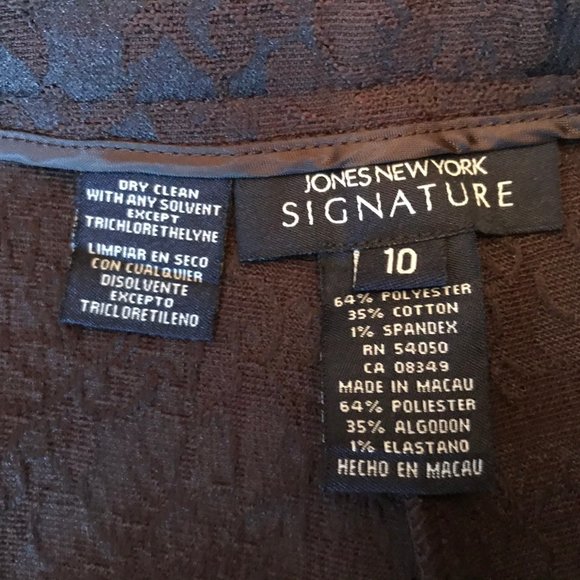 DRY CLEAN
WITH ANY SOLVENT
EXCEPT
TRICHLORETHELYNE
LIMPIAR EN SECO
CON CUALQUIER
DISOLVENTE
EXCEPTO
TRICLORETILENO
JONES NEW YORK
SIGNATURE
10
64% POLYESTER
35% COTTON
1% SPANDEX
RN 54050
CA 08349
MADE IN MACAU
64% POLIESTER
35% ALGODON
1% ELASTANO
HECHO EN MACAU